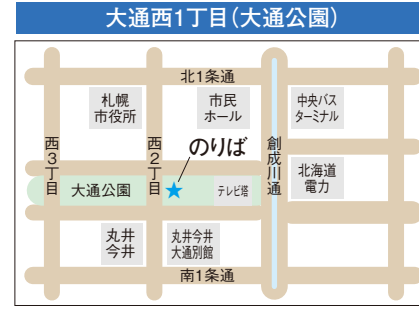 大通西1丁目(大通公園)
北1条通
札幌
市役所
市民
ホール
中央バス
ターミナル
西3丁目
西2丁目
のりば
創成川通
北海道
電力
大通公園
テレビ塔
丸井
今井
丸井今井
大通別館
南1条通